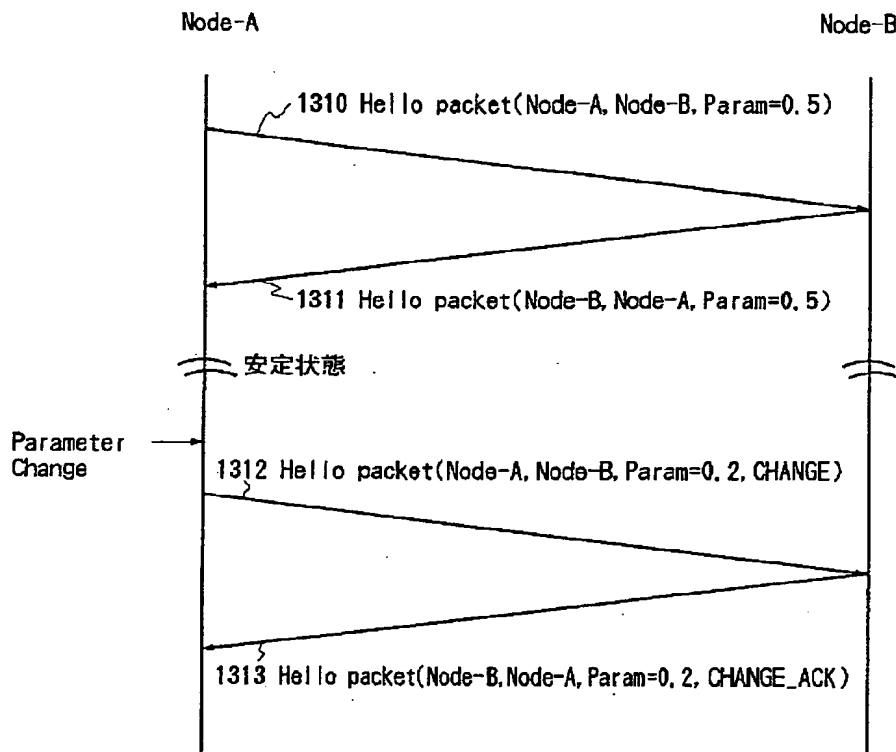 Node-A
Node-B
1310 Hello packet(Node-A, Node-B, Param=0.5)
1311 Hello packet(Node-B, Node-A, Param=0.5)
安定状態
Parameter
Change
1312 Hello packet(Node-A, Node-B, Param=0.2, CHANGE)
1313 Hello packet(Node-B, Node-A, Param=0.2, CHANGE_ACK)